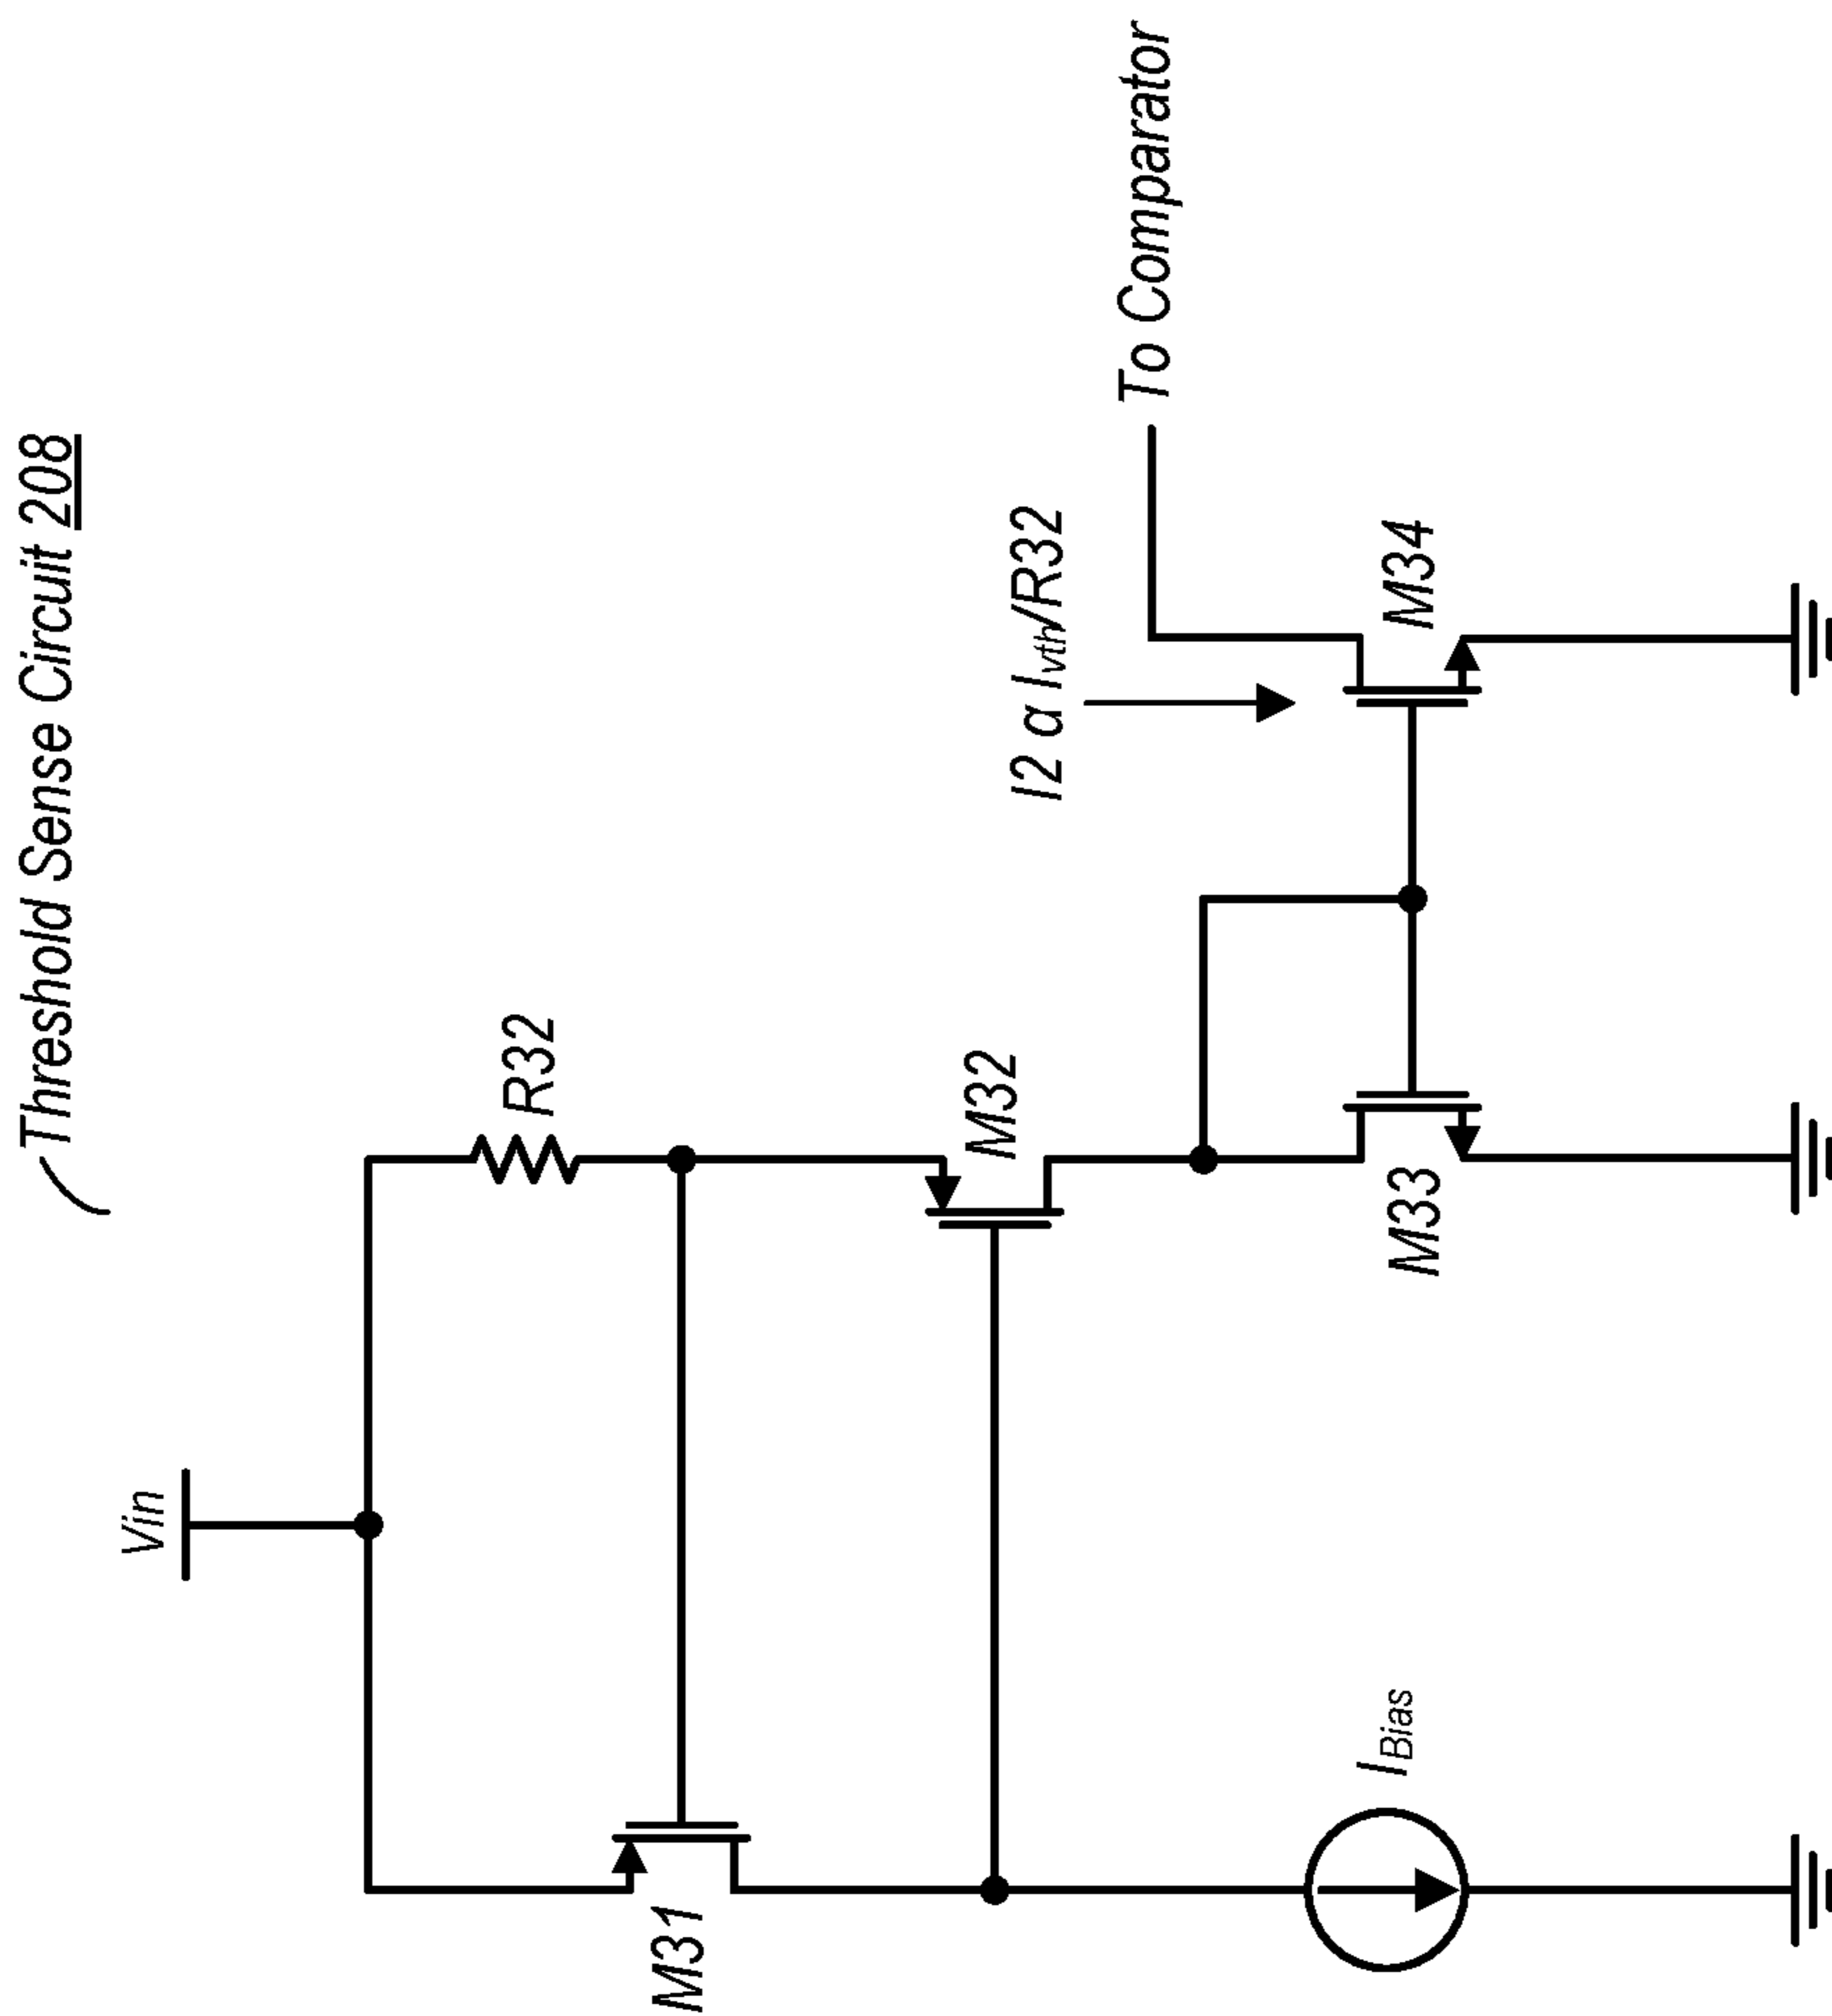 Threshold Sense Circuit 208
Vin
R32
M31
M32
I2 α Ivth/R32
To Comparator
IBias
M33
M34